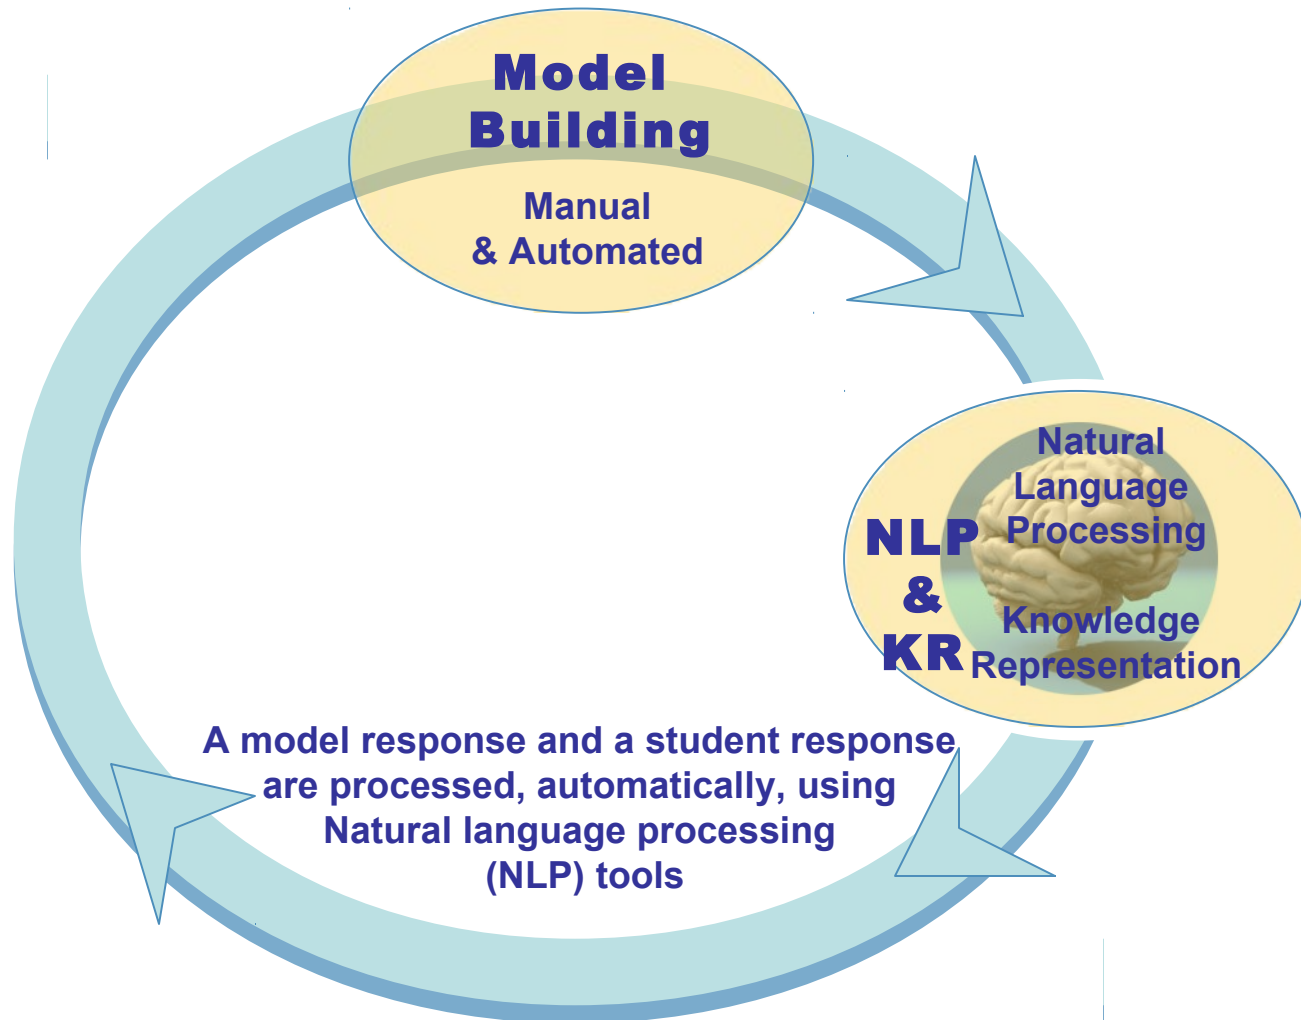 Model
Building
Manual
& Automated
NLP
&
KR
Natural
Language
Processing
Knowledge
Representation
A model response and a student response
are processed, automatically, using
Natural language processing
(NLP) tools